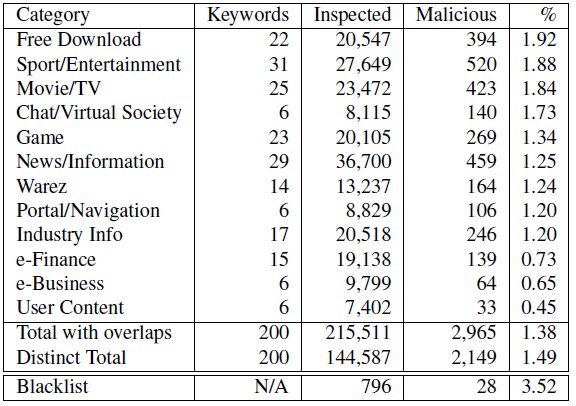 Category Keywords Inspected Malicious %
Free Download 22 20,547 394 1.92
Sport/Entertainment 31 27,649 520 1.88
Movie/TV 25 23,472 423 1.84
Chat/Virtual Society 6 8,115 140 1.73
Game 23 20,105 269 1.34
News/Information 29 36,700 459 1.25
Warez 14 13,237 164 1.24
Portal/Navigation 6 8,829 106 1.20
Industry Info 17 20,518 246 1.20
e-Finance 15 19,138 139 0.73
e-Business 6 9,799 64 0.65
User Content 6 7,402 33 0.45
Total with overlaps 200 215,511 2,965 1.38
Distinct Total 200 144,587 2,149 1.49
Blacklist N/A 796 28 3.52